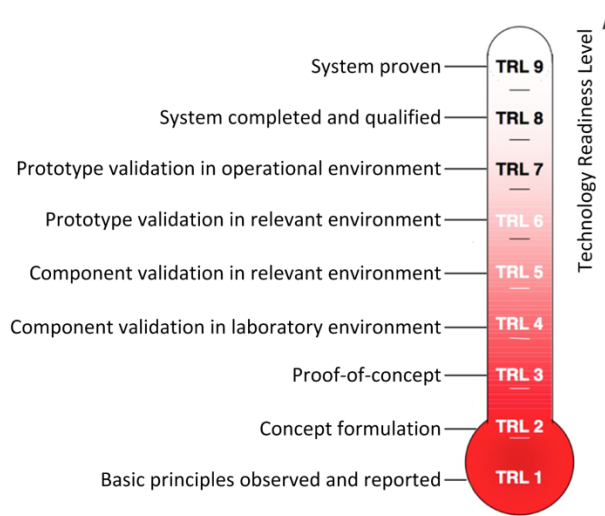 System proven TRL 9
System completed and qualified TRL 8
Prototype validation in operational environment TRL 7
Prototype validation in relevant environment TRL 6
Component validation in relevant environment TRL 5
Component validation in laboratory environment TRL 4
Proof-of-concept TRL 3
Concept formulation TRL 2
Basic principles observed and reported TRL 1
Technology Readiness Level